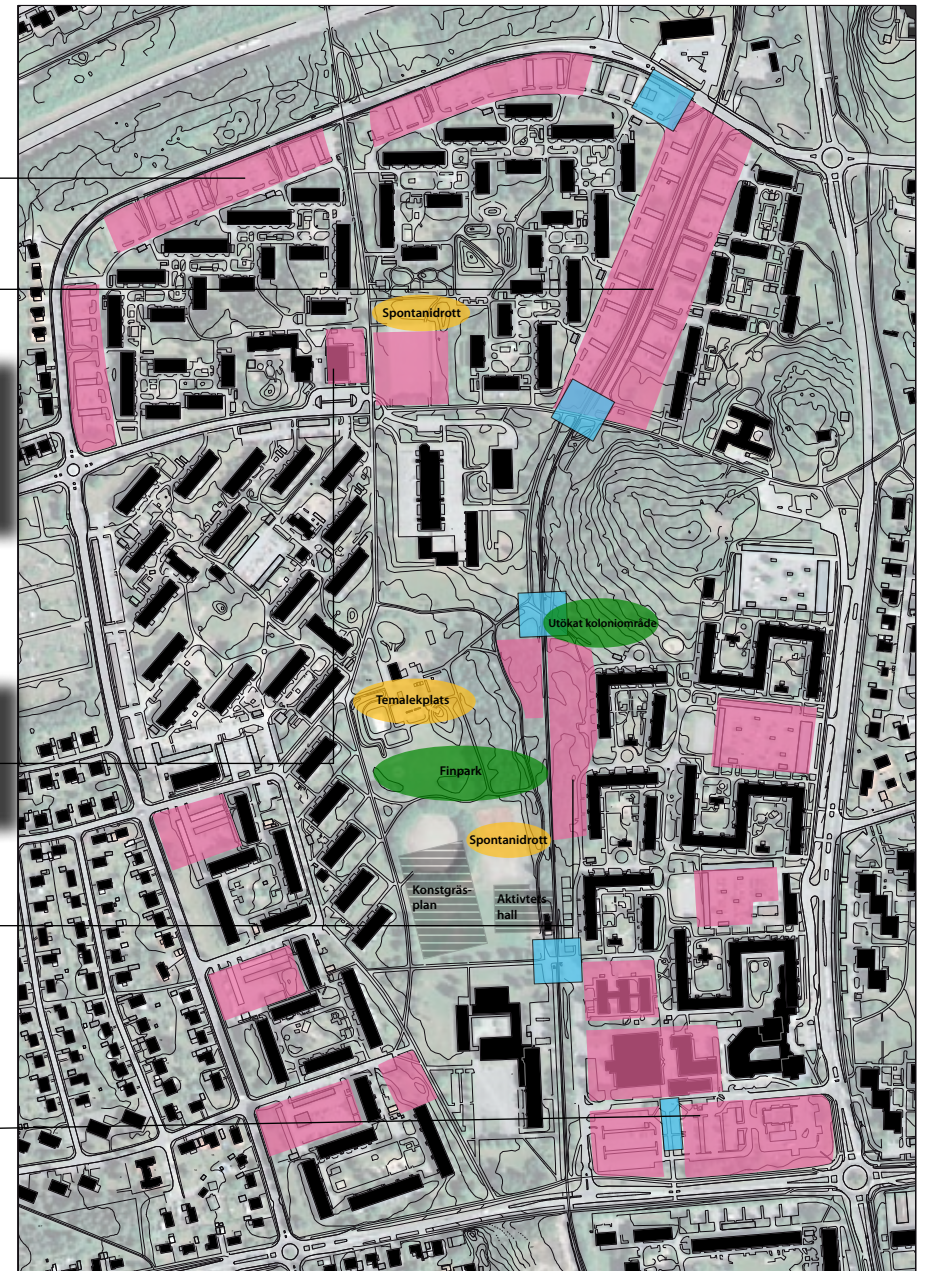 Spontanidrott
Utökat koloniområde
Temalekplats
Finpark
Spontanidrott
Konstgräs-
plan
Aktivtets
hall